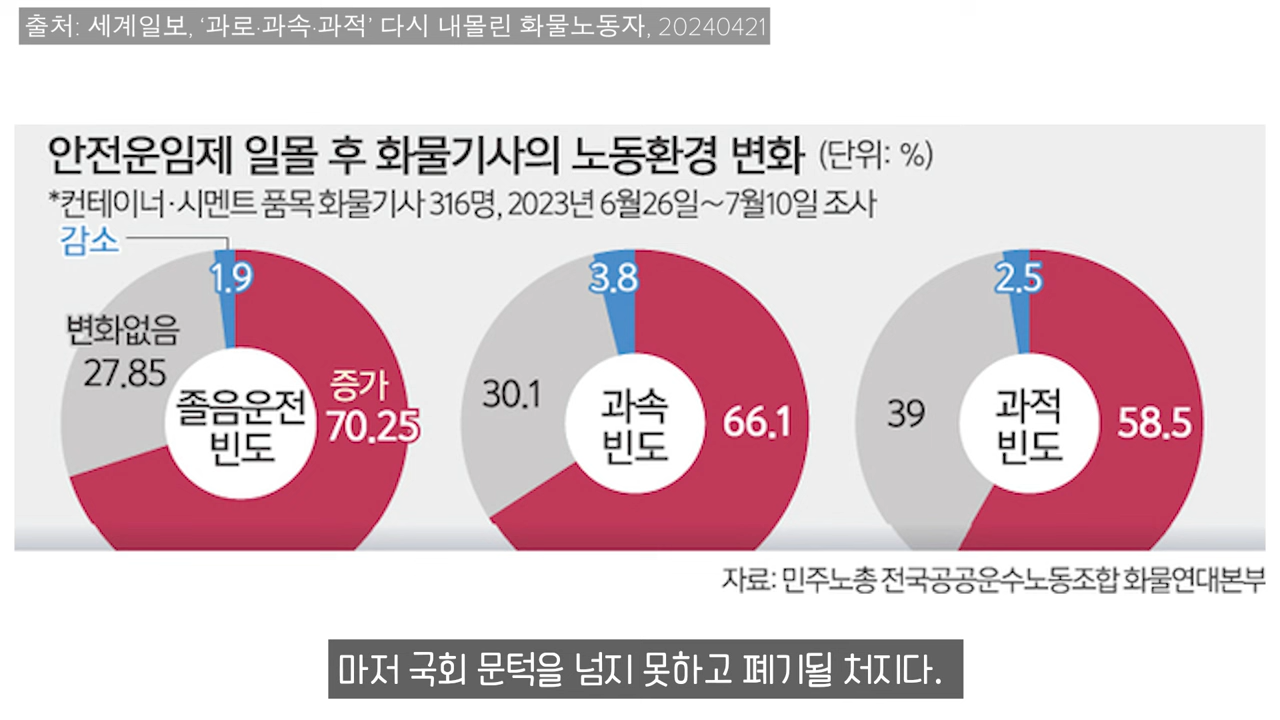 출처: 세계일보, ‘과로·과속·과적’ 다시 내몰린 화물노동자, 20240421
안전운임제 일몰 후 화물기사의 노동환경 변화 (단위: %)
*컨테이너·시멘트 품목 화물기사 316명, 2023년 6월26일~7월10일 조사
감소
1.9
변화없음
27.85
졸음운전
빈도
증가
70.25
3.8
30.1
과속
빈도
66.1
2.5
39
과적
빈도
58.5
자료: 민주노총 전국공공운수노동조합 화물연대본부
마저 국회 문턱을 넘지 못하고 폐기될 처지다.